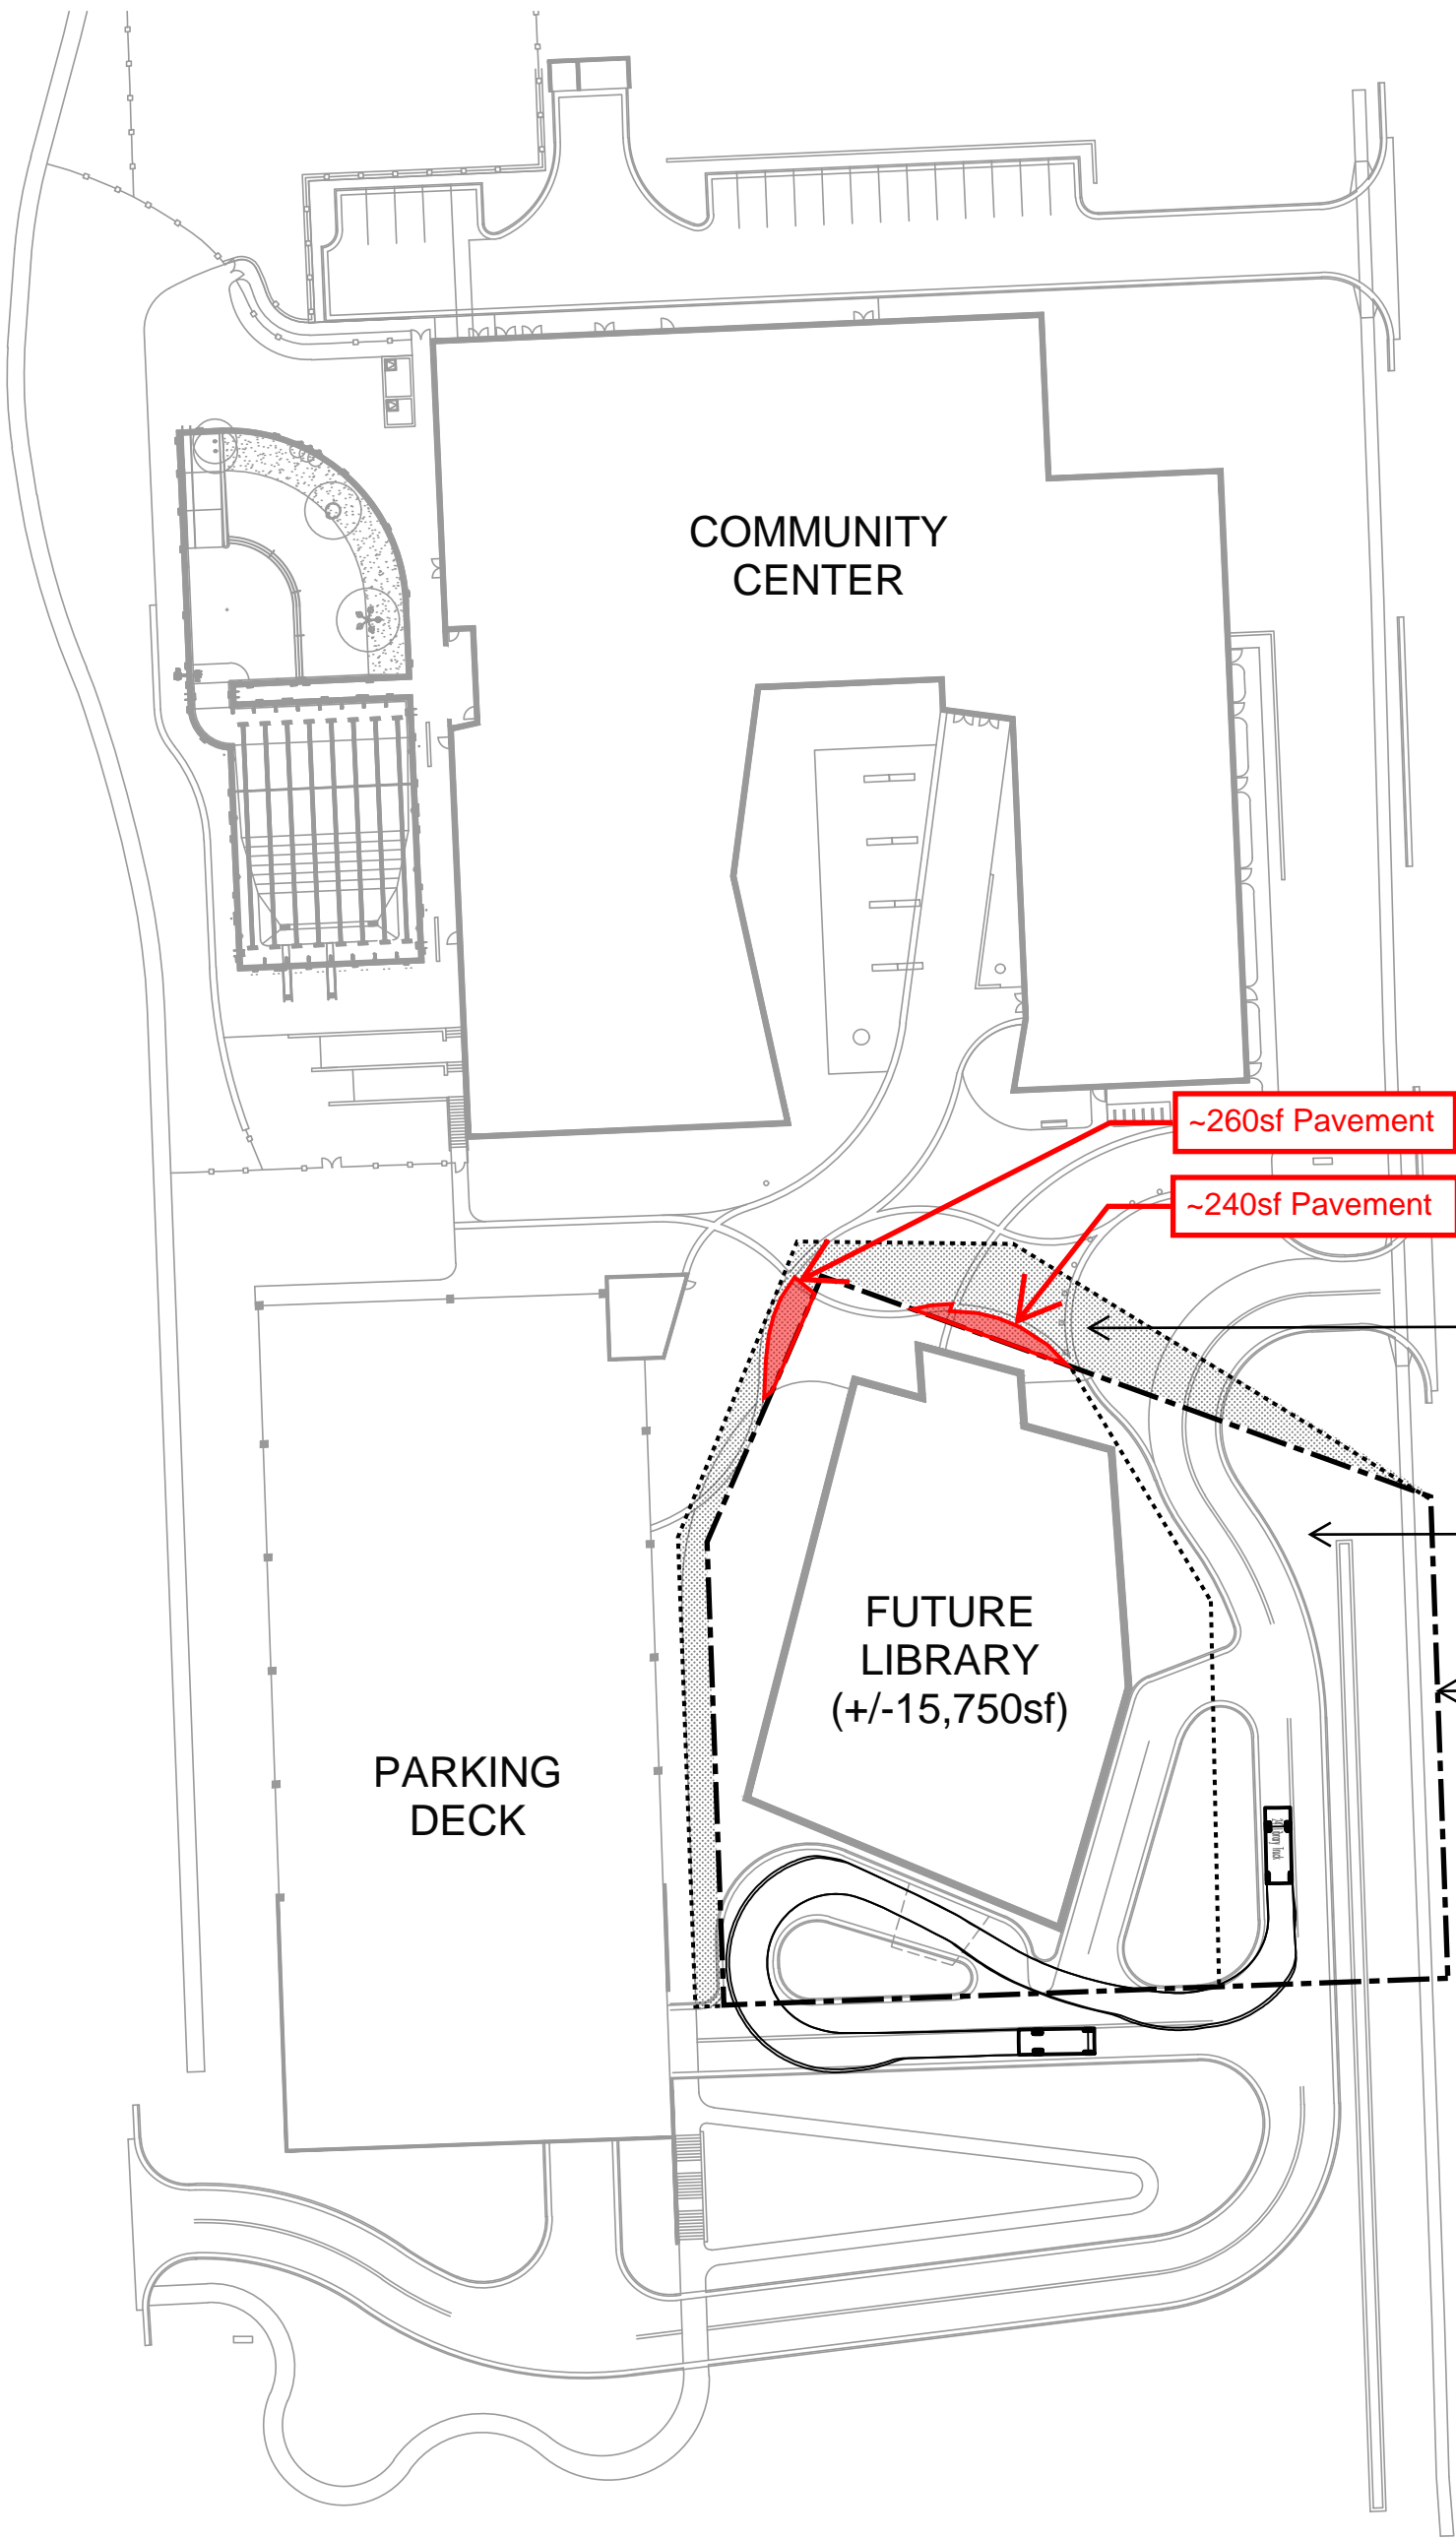 COMMUNITY
CENTER
~260sf Pavement
~240sf Pavement
FUTURE
LIBRARY
(+/-15,750sf)
PARKING
DECK